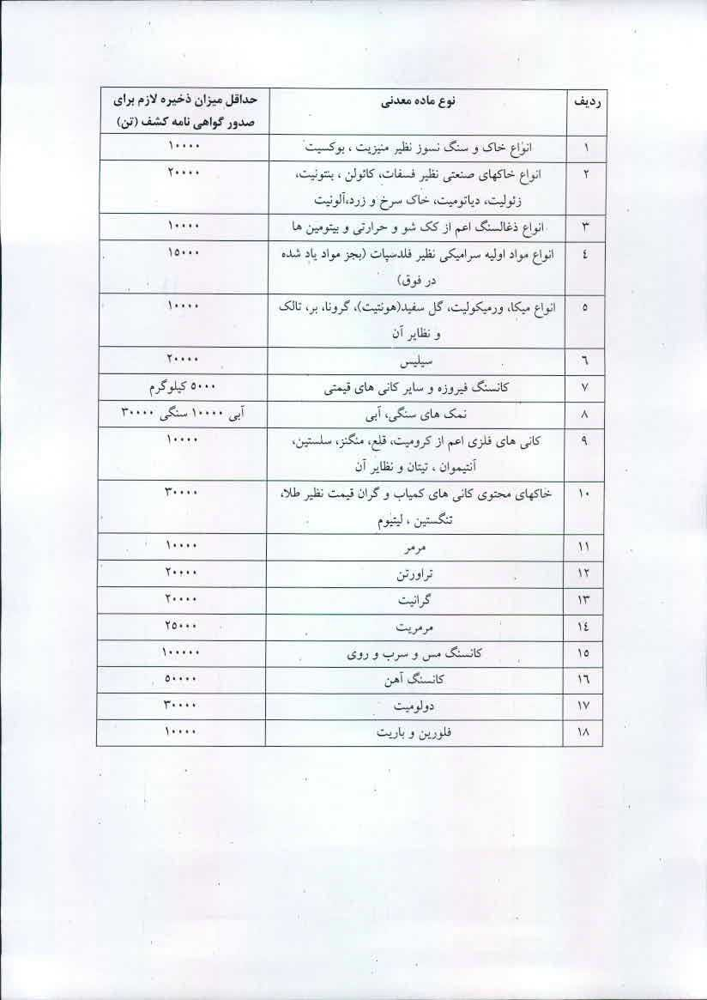 ردیف نوع ماده معدنی حداقل میزان ذخیره لازم برای
صدور گواهی نامه کشف (تن)
۱ انواع خاک و سنگ نسوز نظیر منیزیت ، بوکسیت ۱۰۰۰۰
۲ انواع خاکهای صنعتی نظیر فسفات، کائولن ، بنتونیت، ۲۰۰۰۰
زئولیت، دیاتومیت، خاک سرخ و زرد،آلونیت
۳ انواع ذغالسنگ اعم از کک شو و حرارتی و بیتومین ها ۱۰۰۰۰
٤ انواع مواد اولیه سرامیکی نظیر فلدسپات (بجز مواد یاد شده ۱٥۰۰۰
در فوق)
٥ انواع میکا، ورمیکولیت، گل سفید(هونتیت)، گرونا، بر، تالک ۱۰۰۰۰
و نظایر آن
٦ سیلیس ۲۰۰۰۰
۷ کانسنگ فیروزه و سایر کانی های قیمتی ٥۰۰۰ کیلوگرم
۸ نمک های سنگی، آبی آبی ۱۰۰۰۰ سنگی ۳۰۰۰۰
۹ کانی های فلزی اعم از کرومیت، قلع، منگنز، سلستین، ۱۰۰۰۰
آنتیموان ، تیتان و نظایر آن
۱۰ خاکهای محتوی کانی های کمیاب و گران قیمت نظیر طلا، ۳۰۰۰۰
تنگستین ، لیتیوم
۱۱ مرمر ۱۰۰۰۰
۱۲ تراورتن ۲۰۰۰۰
۱۳ گرانیت ۲۰۰۰۰
۱٤ مرمریت ۲٥۰۰۰
۱٥ کانسنگ مس و سرب و روی ۱۰۰۰۰۰
۱٦ کانسنگ آهن ٥۰۰۰۰
۱۷ دولومیت ۳۰۰۰۰
۱۸ فلورین و باریت ۱۰۰۰۰